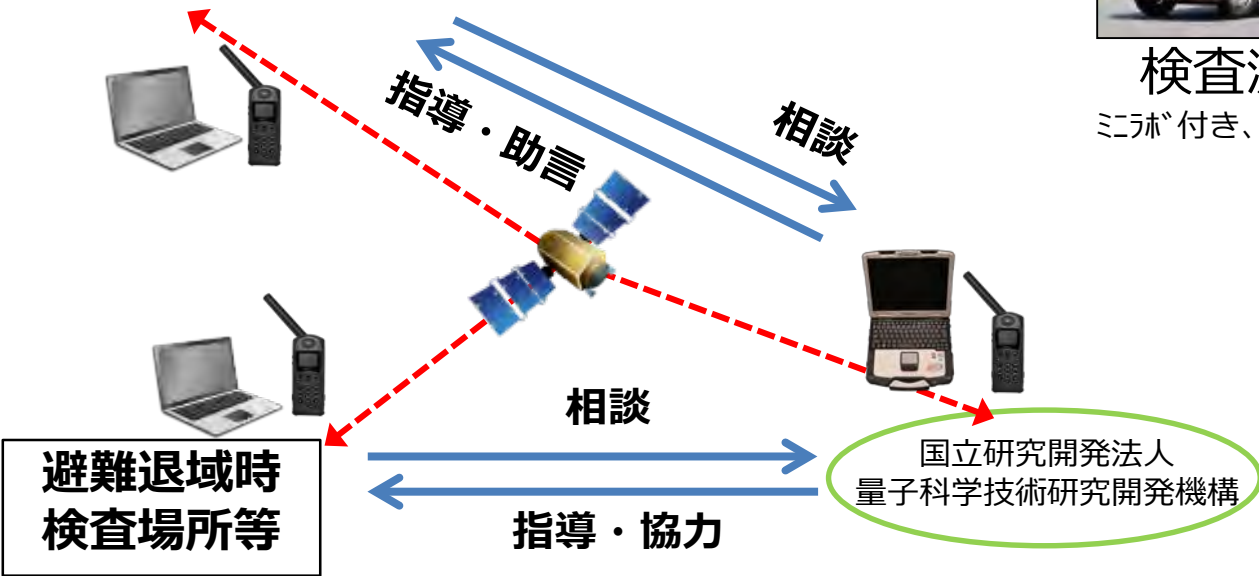 検査
ミニラボ付き、
指導・助言
相談
相談
国立研究開発法人
量子科学技術研究開発機構
避難退域時
検査場所等
指導・協力